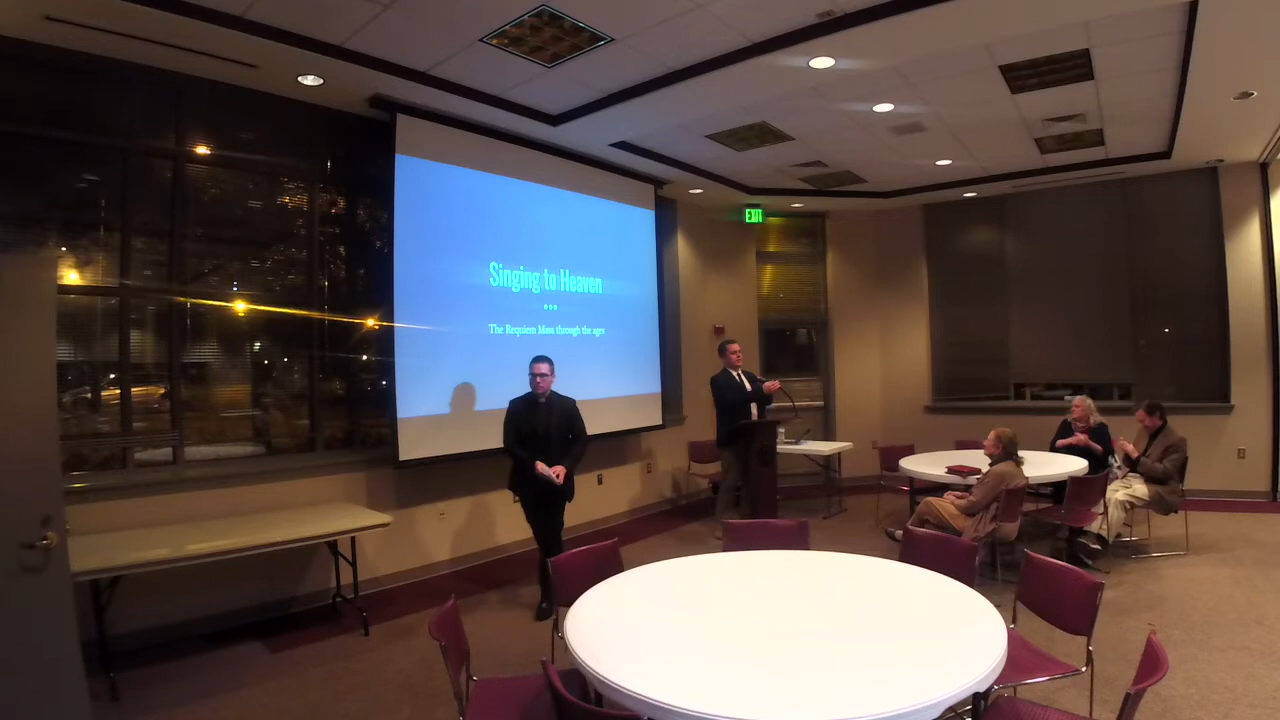 Singing to Heaven
The Requiem Mass through the ages
EXIT